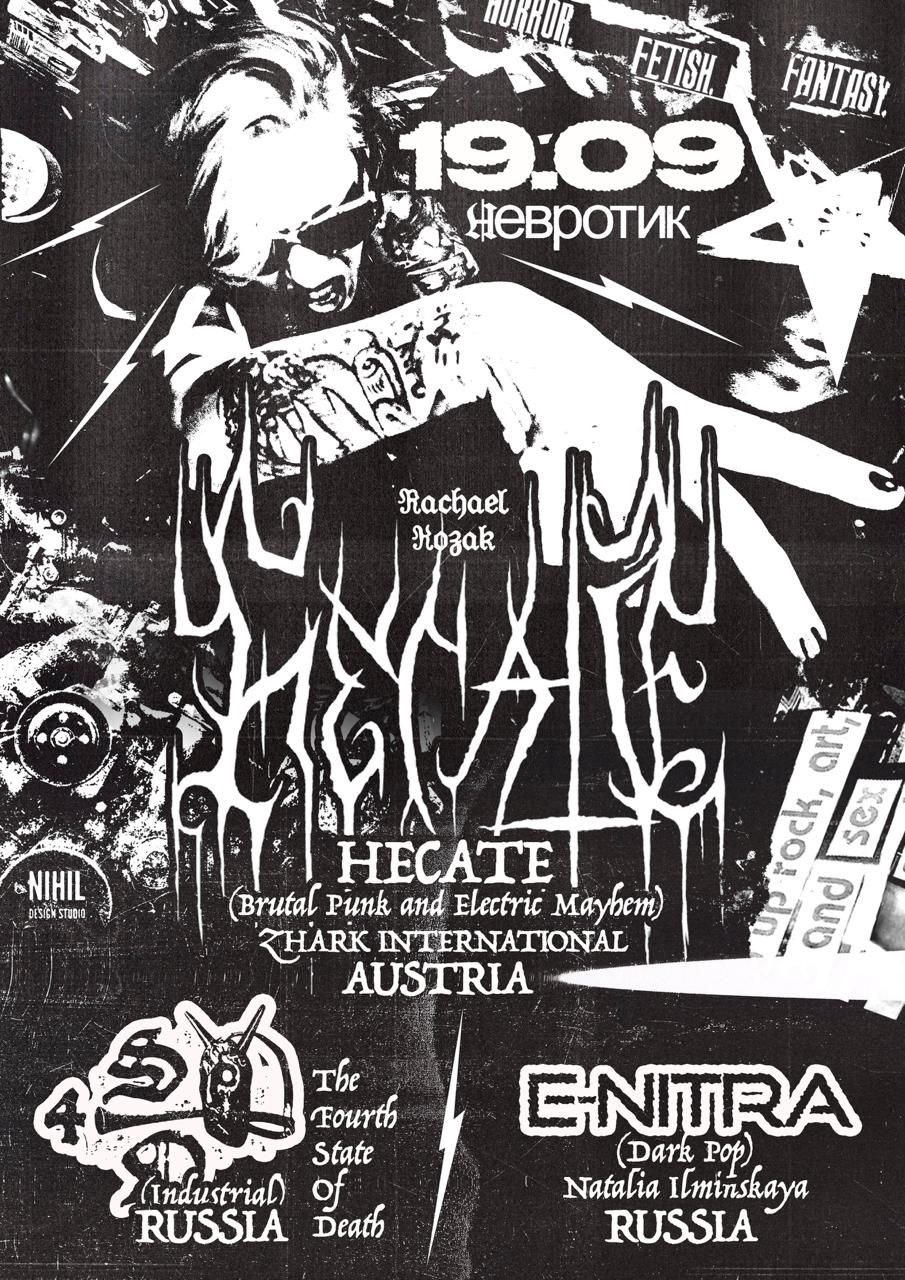 HORROR.
FETISH.
FANTASY.
19.09
Невротик
Rachael
Kozak
HECATE
HECATE
(Brutal Punk and Electric Mayhem)
ZHARK INTERNATIONAL
AUSTRIA
NIHIL
DESIGN STUDIO
up rock, art,
and sex
4SOD
The
Fourth
State
Of
Death
(Industrial)
RUSSIA
E-NITRA
(Dark Pop)
Natalia Ilminskaya
RUSSIA